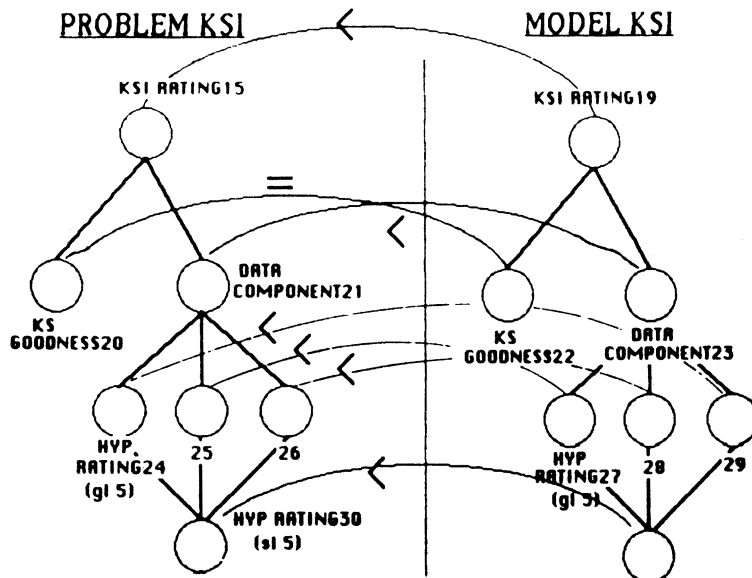 PROBLEM KSI
MODEL KSI
<
KSI RATING15
KSI RATING19
=
<
DATA
COMPONENT21
KS
GOODNESS20
KS
GOODNESS22
DATA
COMPONENT23
<
<
<
HYP
RATING24
(gl 5)
25
26
HYP
RATING27
(gl 5)
28
29
<
HYP RATING30
(sl 5)